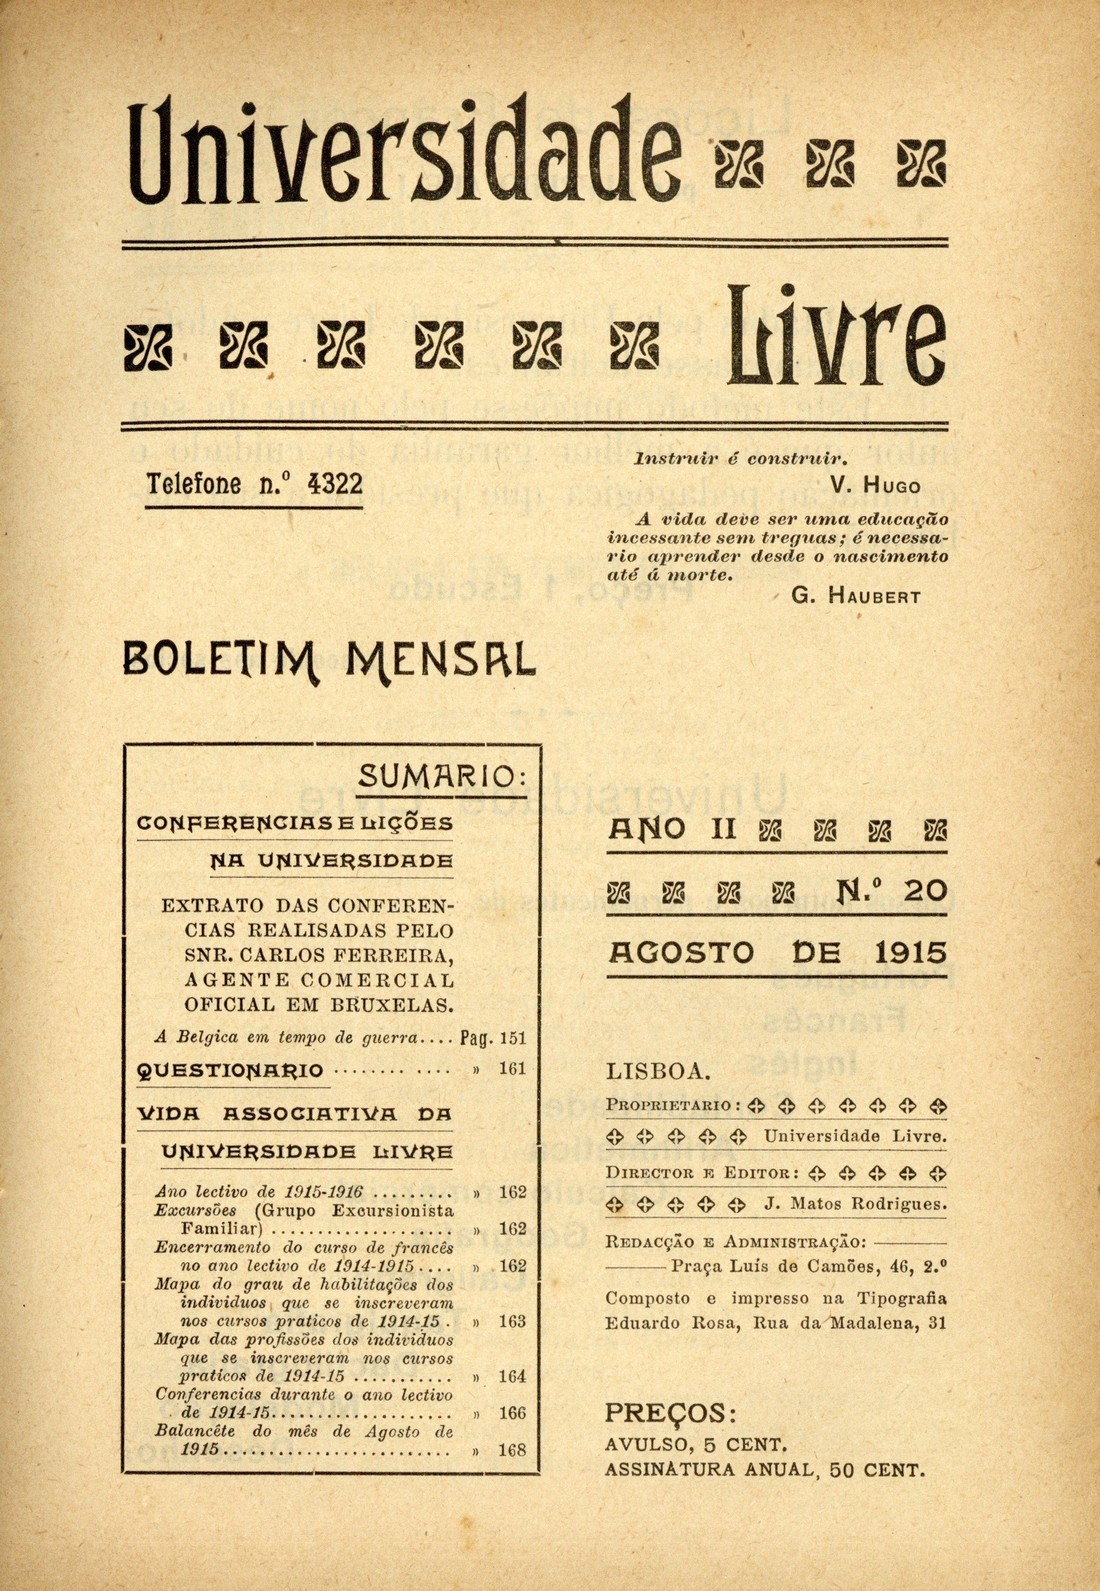 Universidade
Livre
Telefone n.º 4322
Instruir é construir.
V. Hugo
A vida deve ser uma educação
incessante sem treguas; é necessa-
rio aprender desde o nascimento
até á morte.
G. Haubert
BOLETIM MENSAL
SUMARIO:
CONFERENCIAS E LIÇÕES
NA UNIVERSIDADE
EXTRATO DAS CONFEREN-
CIAS REALISADAS PELO
SNR. CARLOS FERREIRA,
AGENTE COMERCIAL
OFICIAL EM BRUXELAS.
A Belgica em tempo de guerra.... Pag. 151
QUESTIONARIO ........ .... » 161
VIDA ASSOCIATIVA DA
UNIVERSIDADE LIVRE
Ano lectivo de 1915-1916 ......... » 162
Excursões (Grupo Excursionista
Familiar) .................... » 162
Encerramento do curso de francês
no ano lectivo de 1914-1915.... » 162
Mapa do grau de habilitações dos
individuos que se inscreveram
nos cursos praticos de 1914-15 . » 163
Mapa das profissões dos individuos
que se inscreveram nos cursos
praticos de 1914-15 ........... » 164
Conferencias durante o ano lectivo
de 1914-15..................... » 166
Balancête do mês de Agosto de
1915.......................... » 168
ANO II
N.º 20
AGOSTO DE 1915
LISBOA.
Proprietario:
Universidade Livre.
Director e Editor:
J. Matos Rodrigues.
Redacção e Administração:
Praça Luís de Camões, 46, 2.º
Composto e impresso na Tipografia
Eduardo Rosa, Rua da Madalena, 31
PREÇOS:
AVULSO, 5 CENT.
ASSINATURA ANUAL, 50 CENT.